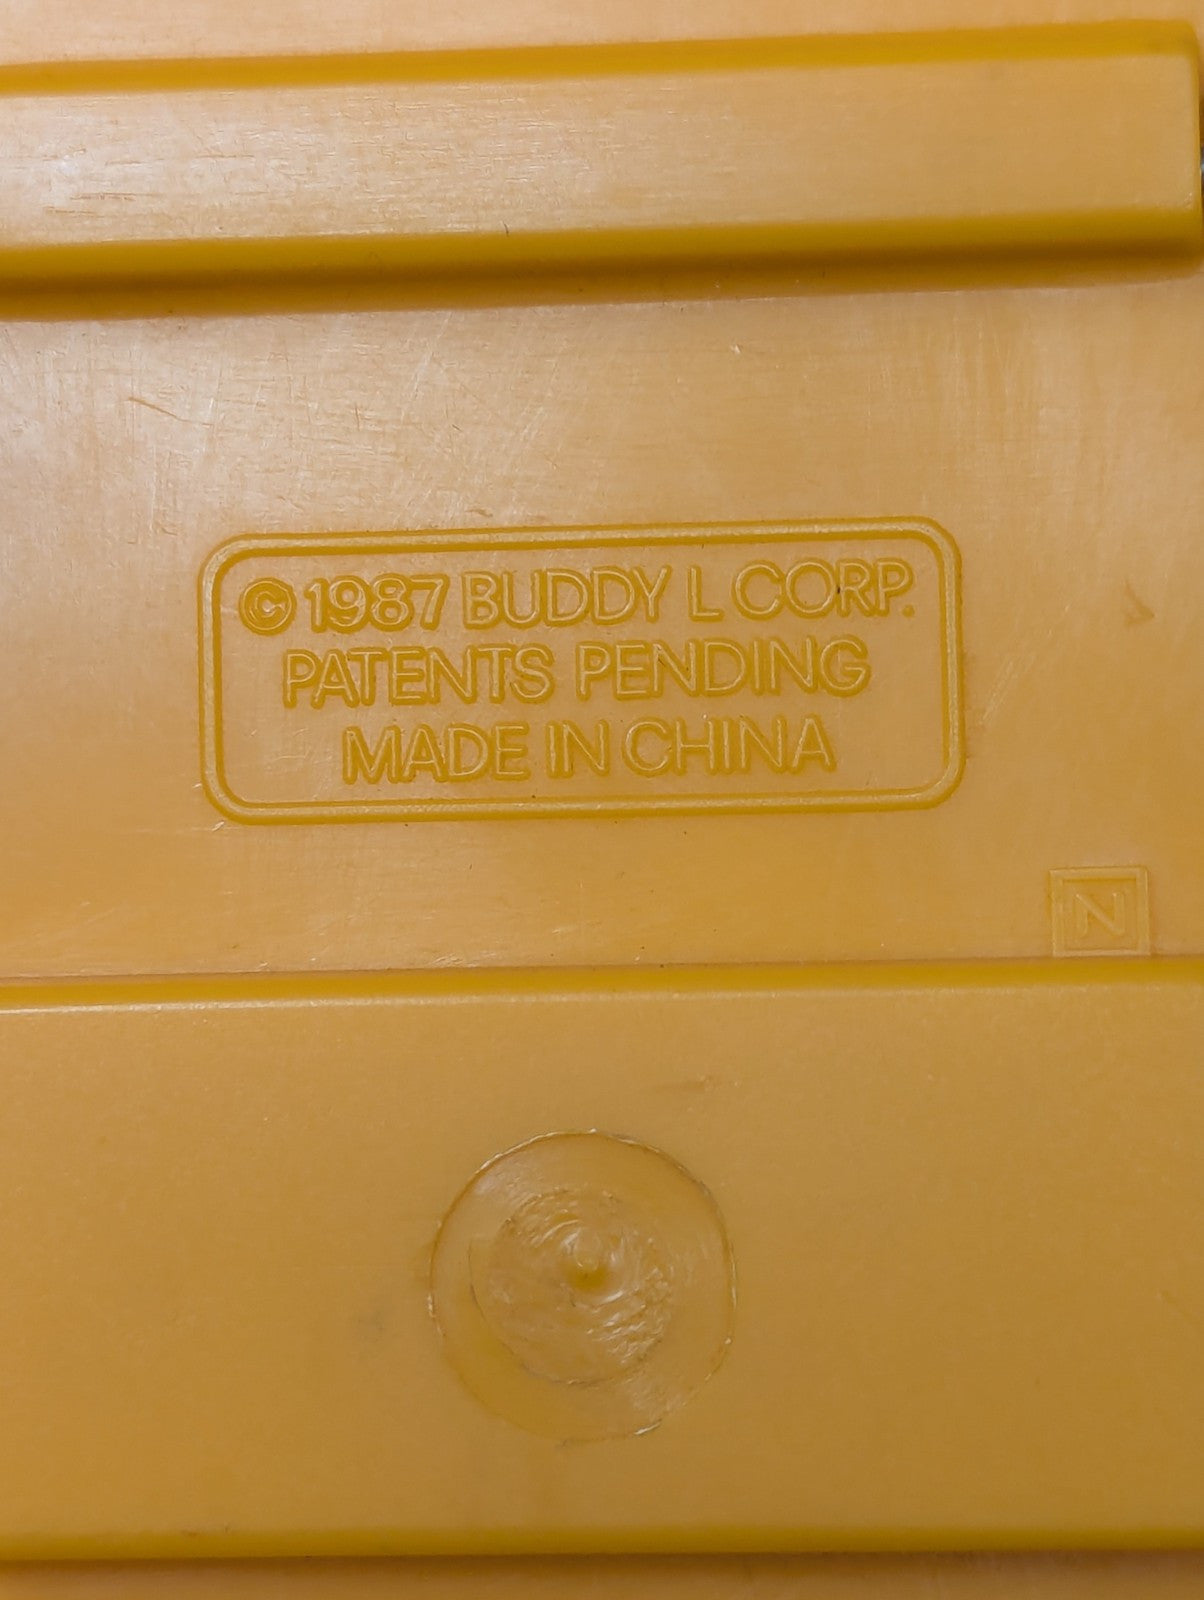 © 1987 BUDDY L CORP.
PATENTS PENDING
MADE IN CHINA
N